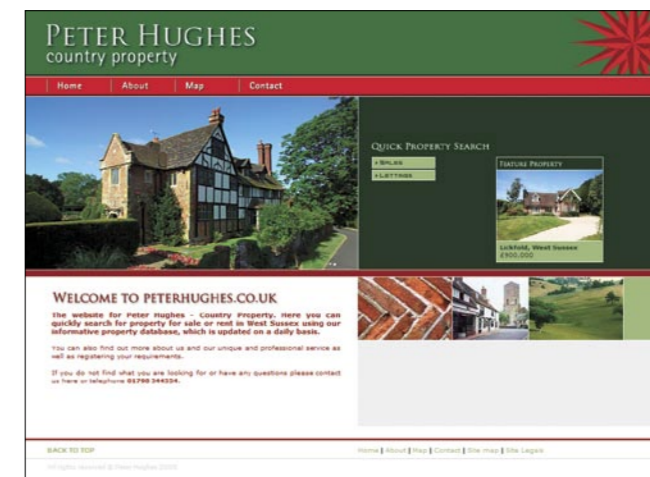 PETER HUGHES
country property
Home About Map Contact
QUICK PROPERTY SEARCH
SALES
LETTINGS
FEATURE PROPERTY
Lickfold, West Sussex
£900,000
WELCOME TO PETERHUGHES.CO.UK
The website for Peter Hughes - Country Property. Here you can
quickly search for property for sale or rent in West Sussex using our
informative property database, which is updated on a daily basis.
You can also find out more about us and our unique and professional service as
well as registering your requirements.
If you do not find what you are looking for or have any questions please contact
us here or telephone
BACK TO TOP
Home | About | Map | Contact | Site map | Site Legals
All rights reserved © Peter Hughes